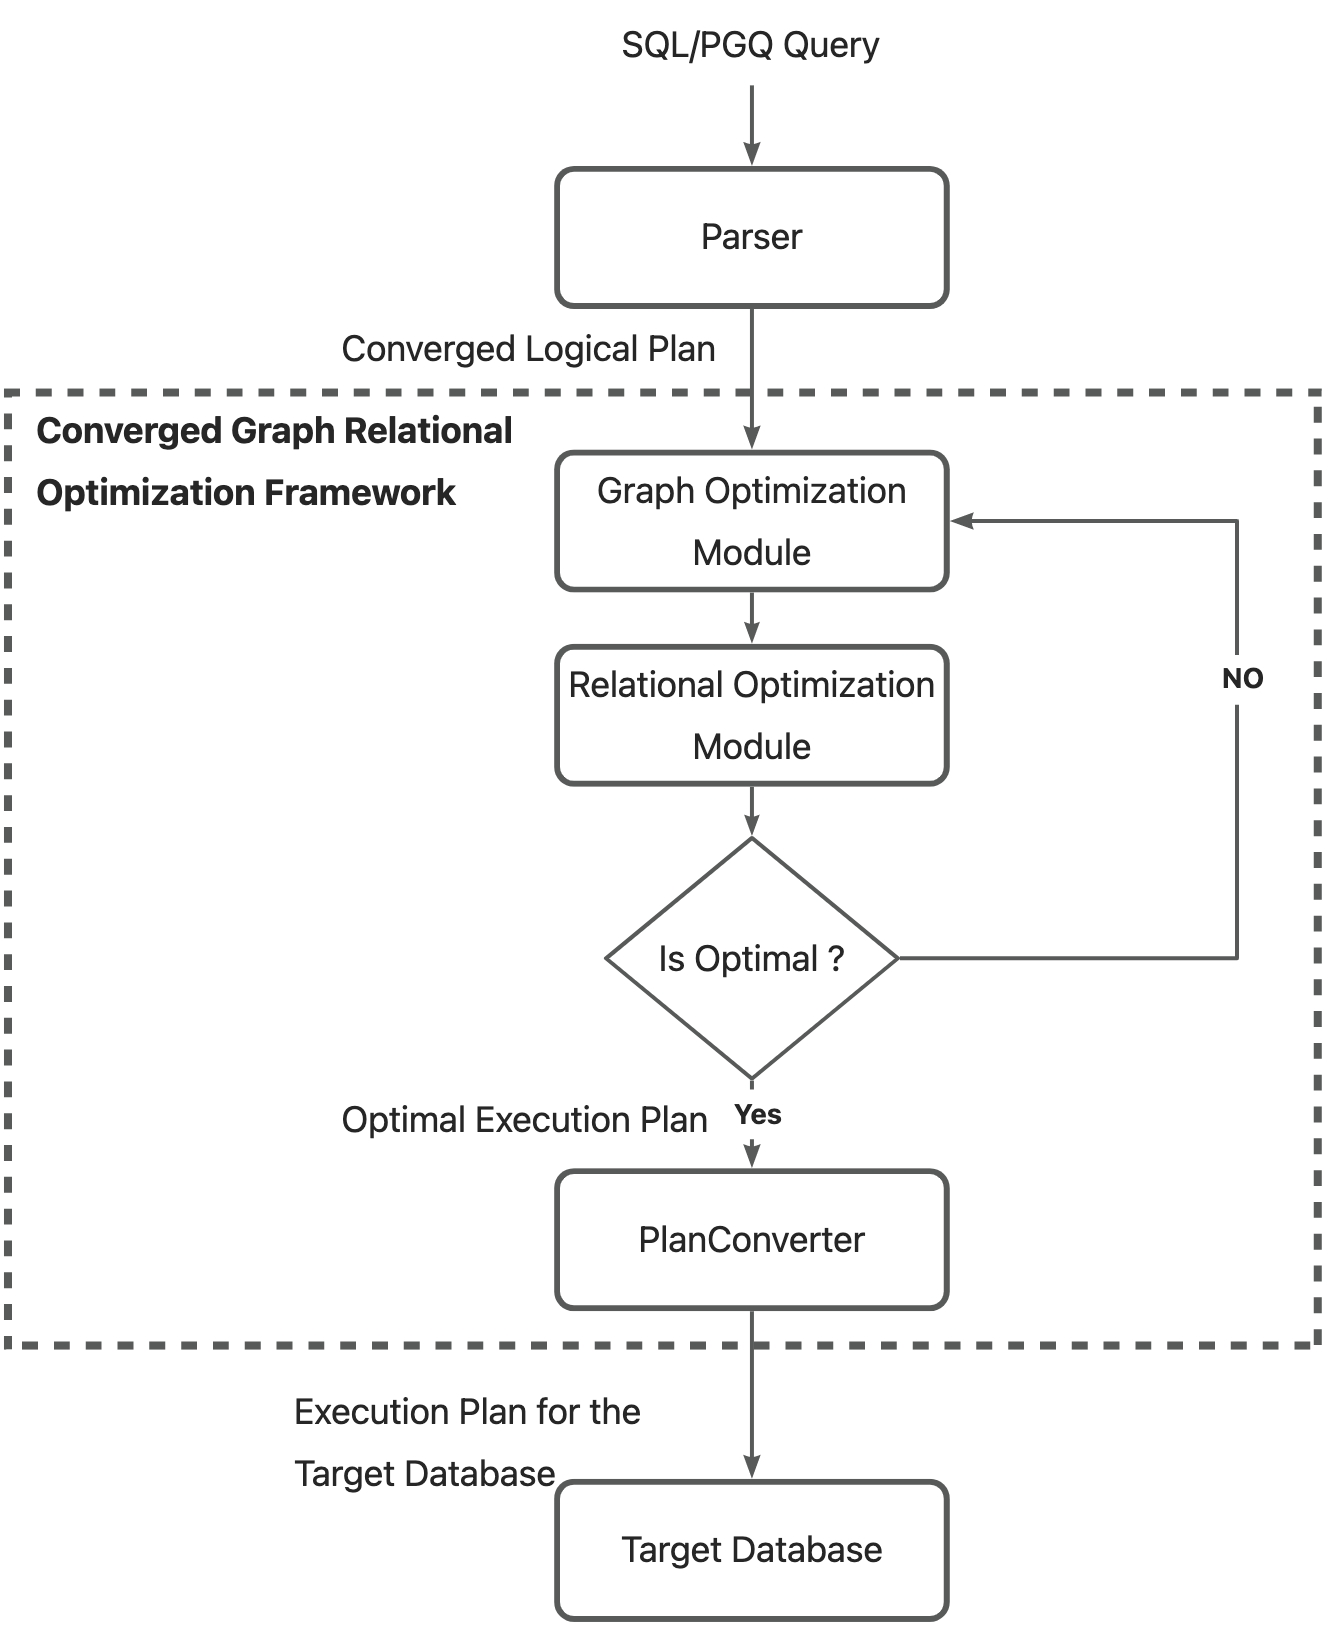 SQL/PGQ Query
Parser
Converged Logical Plan
Converged Graph Relational
Optimization Framework
Graph Optimization
Module
Relational Optimization
Module
NO
Is Optimal ?
Optimal Execution Plan
Yes
PlanConverter
Execution Plan for the
Target Database
Target Database